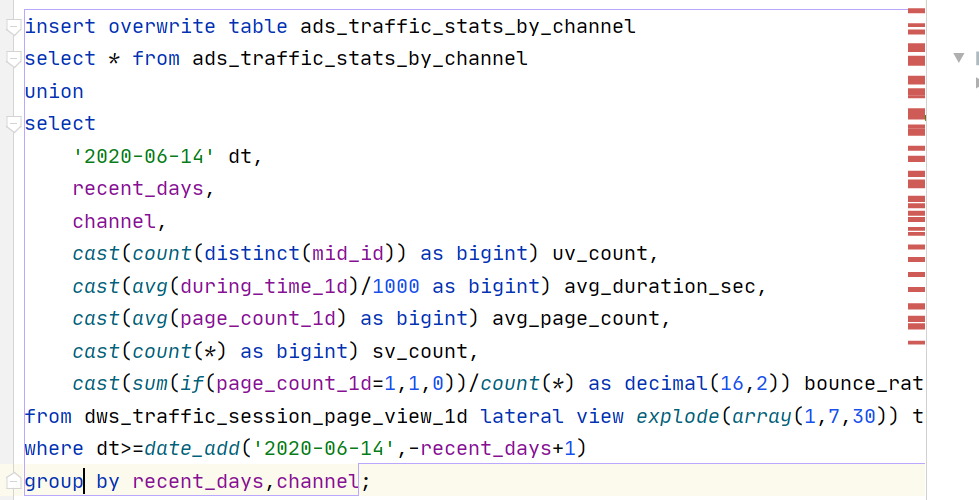 insert overwrite table ads_traffic_stats_by_channel
select * from ads_traffic_stats_by_channel
union
select
    '2020-06-14' dt,
    recent_days,
    channel,
    cast(count(distinct(mid_id)) as bigint) uv_count,
    cast(avg(during_time_1d)/1000 as bigint) avg_duration_sec,
    cast(avg(page_count_1d) as bigint) avg_page_count,
    cast(count(*) as bigint) sv_count,
    cast(sum(if(page_count_1d=1,1,0))/count(*) as decimal(16,2)) bounce_rat
from dws_traffic_session_page_view_1d lateral view explode(array(1,7,30)) t
where dt>=date_add('2020-06-14',-recent_days+1)
group by recent_days,channel;